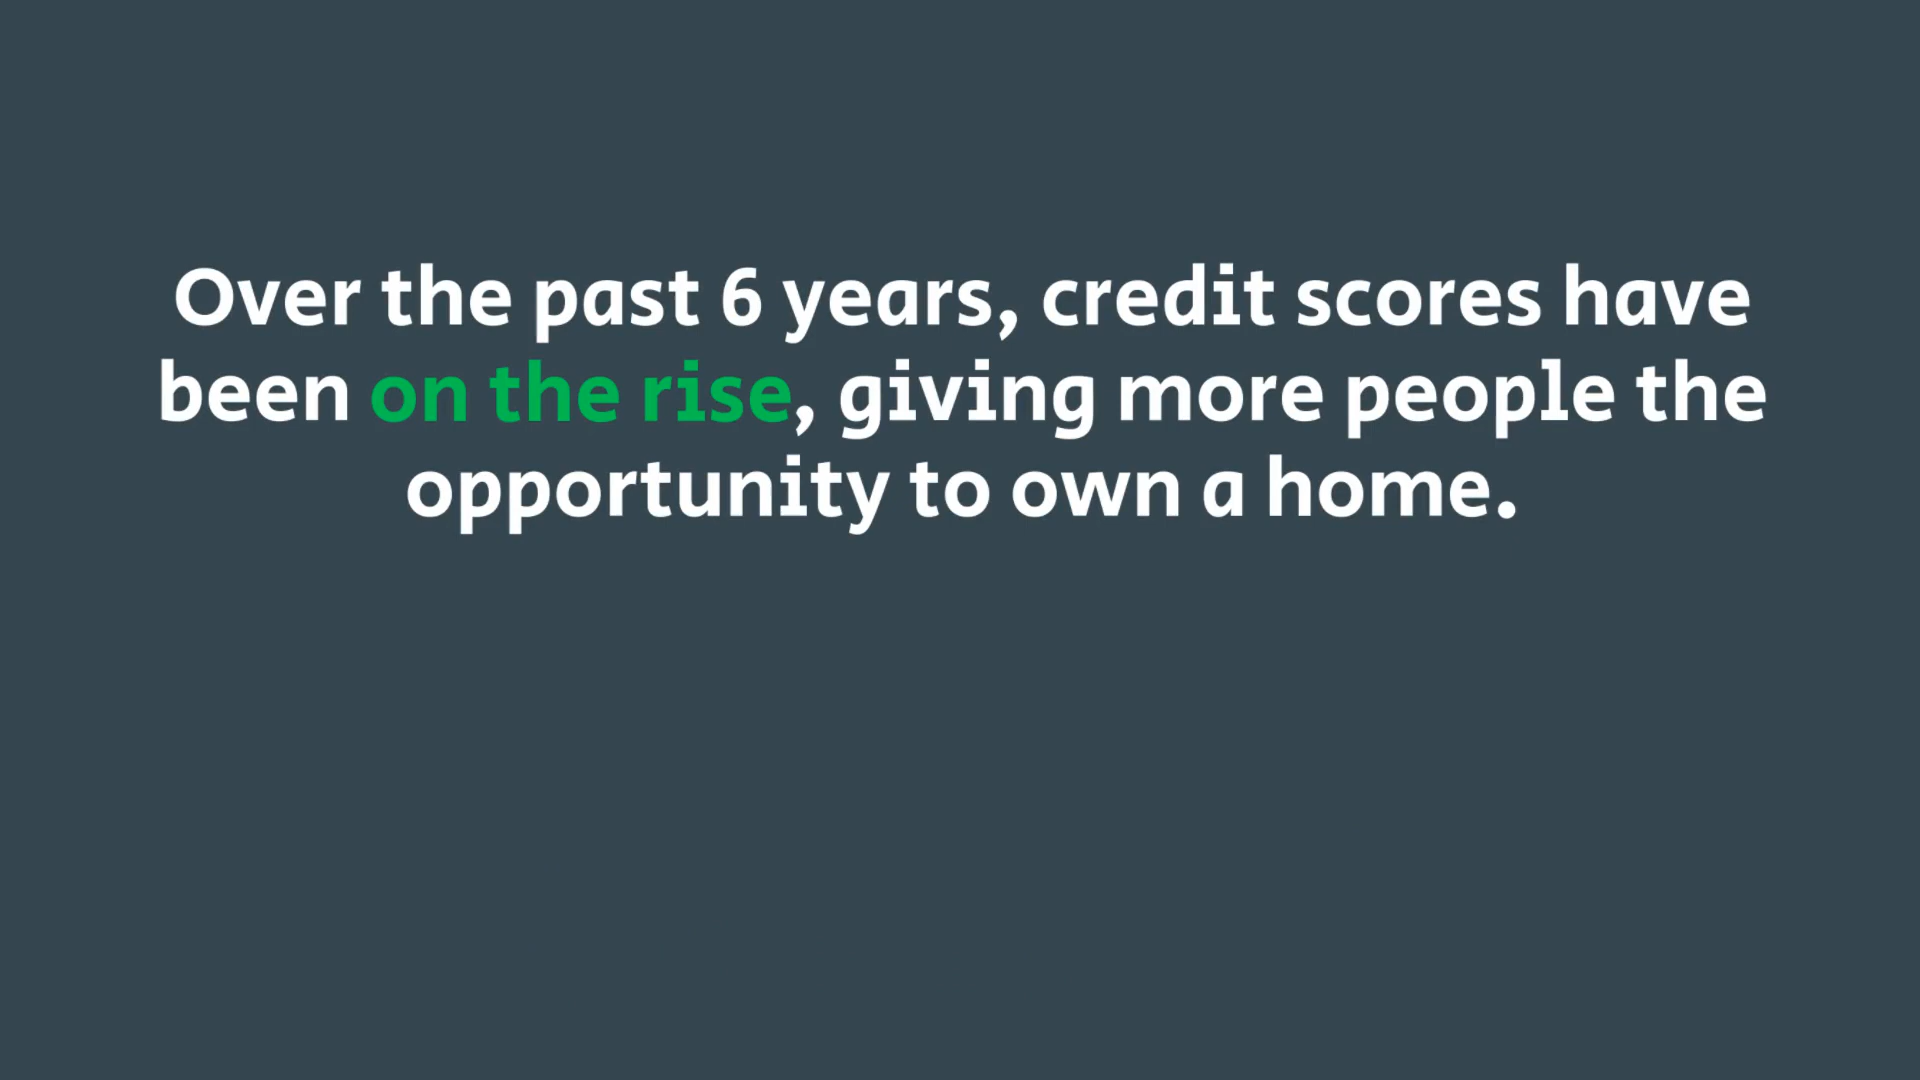 Over the past 6 years, credit scores have
been on the rise, giving more people the
opportunity to own a home.